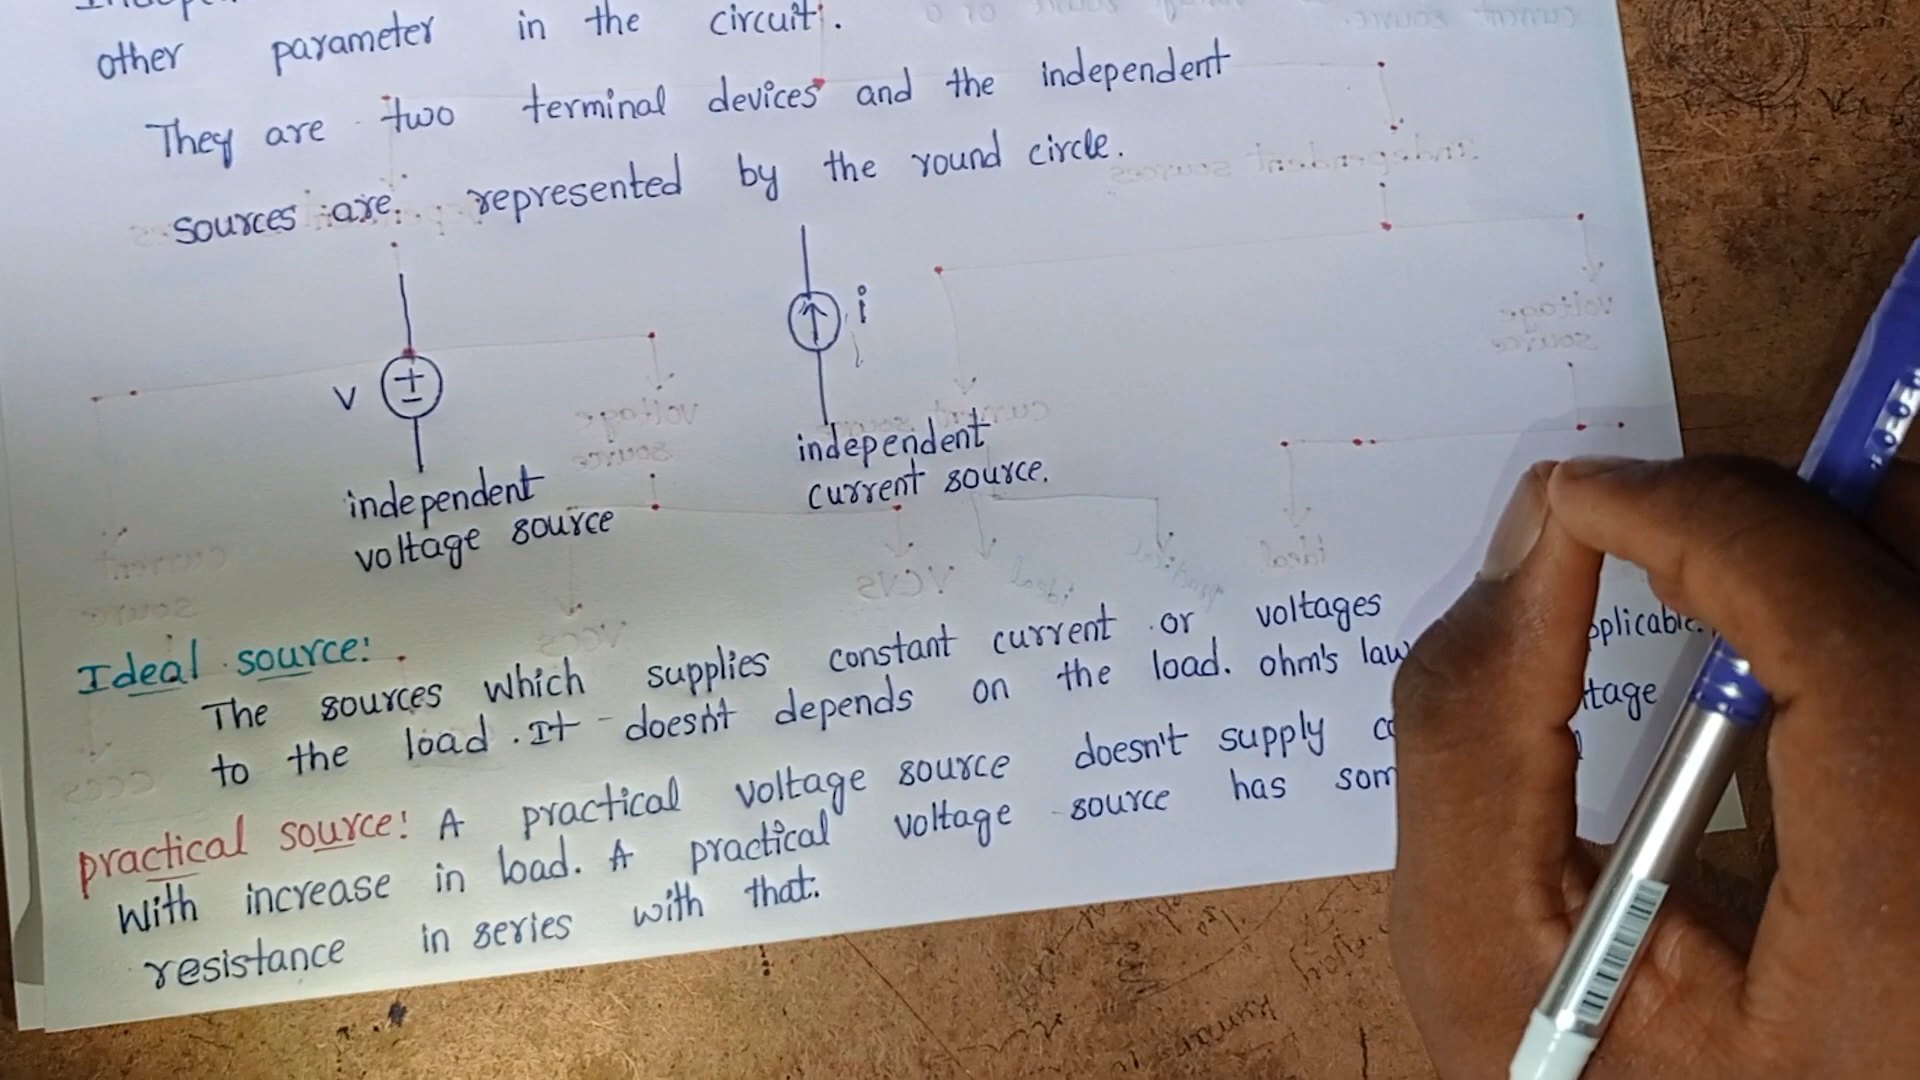 other parameter in the circuit.
They are two terminal devices and the independent
sources are represented by the round circle.
V
+
−
i
independent
voltage source
independent
current source.
Ideal source:
The sources which supplies constant current or voltages
to the load. It doesn't depends on the load. ohm's law
practical source: A practical voltage source doesn't supply
with increase in load. A practical voltage source has
resistance in series with that.